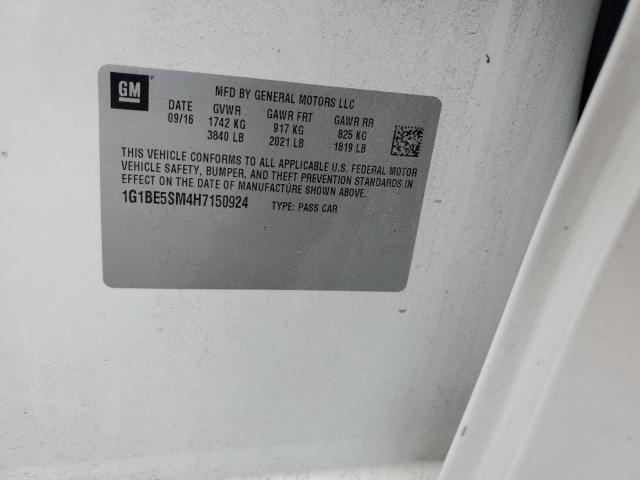 GM
MFD BY GENERAL MOTORS LLC
DATE GVWR GAWR FRT GAWR RR
09/16 1742 KG 917 KG 825 KG
3840 LB 2021 LB 1819 LB
THIS VEHICLE CONFORMS TO ALL APPLICABLE U.S. FEDERAL MOTOR
VEHICLE SAFETY, BUMPER, AND THEFT PREVENTION STANDARDS IN
EFFECT ON THE DATE OF MANUFACTURE SHOWN ABOVE.
1G1BE5SM4H7150924 TYPE: PASS CAR